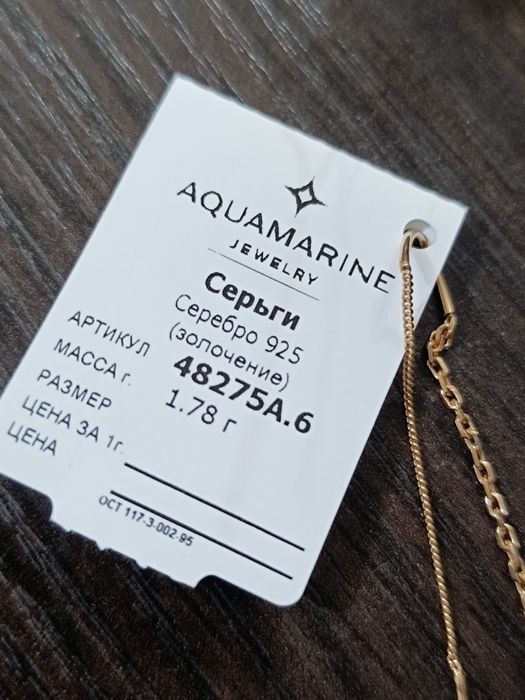 AQUAMARINE
JEWELRY
Серьги
Серебро 925
(золочение)
АРТИКУЛ 48275А.6
МАССА г. 1.78 г
РАЗМЕР
ЦЕНА ЗА 1г.
ЦЕНА
ОСТ 117-3-002-95